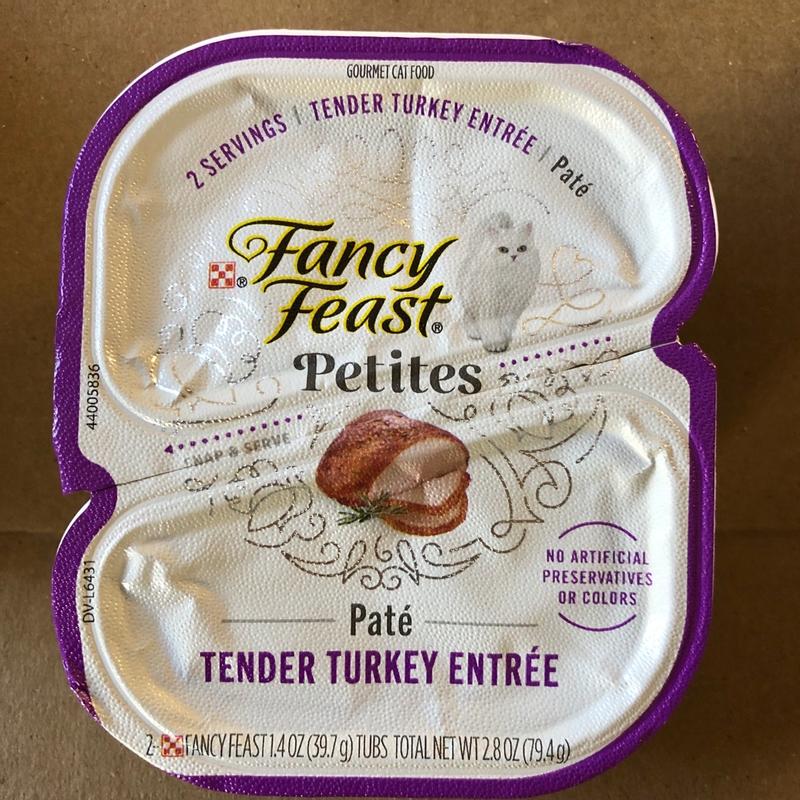 GOURMET CAT FOOD
2 SERVINGS | TENDER TURKEY ENTRÉE | Paté
Fancy
Feast®
Petites
SNAP & SERVE
44005836
NO ARTIFICIAL
PRESERVATIVES
OR COLORS
DV-L6431
Paté
TENDER TURKEY ENTRÉE
2- FANCY FEAST 1.4 OZ (39.7 g) TUBS TOTAL NET WT 2.8 OZ (79.4 g)